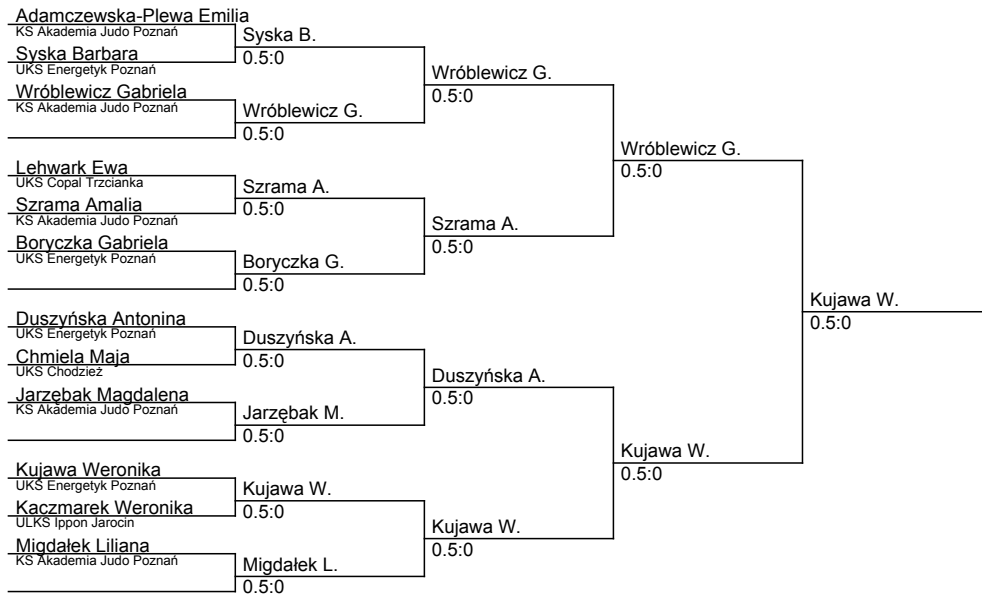 Adamczewska-Plewa Emilia
KS Akademia Judo Poznań
Syska Barbara
UKS Energetyk Poznań
Wróblewicz Gabriela
KS Akademia Judo Poznań
Lehwark Ewa
UKS Copal Trzcianka
Szrama Amalia
KS Akademia Judo Poznań
Boryczka Gabriela
UKS Energetyk Poznań
Duszyńska Antonina
UKS Energetyk Poznań
Chmiela Maja
UKS Chodzież
Jarzębak Magdalena
KS Akademia Judo Poznań
Kujawa Weronika
UKS Energetyk Poznań
Kaczmarek Weronika
ULKS Ippon Jarocin
Migdałek Liliana
KS Akademia Judo Poznań
Syska B.
0.5:0
Wróblewicz G.
0.5:0
Szrama A.
0.5:0
Boryczka G.
0.5:0
Duszyńska A.
0.5:0
Jarzębak M.
0.5:0
Kujawa W.
0.5:0
Migdałek L.
0.5:0
Wróblewicz G.
0.5:0
Szrama A.
0.5:0
Duszyńska A.
0.5:0
Kujawa W.
0.5:0
Wróblewicz G.
0.5:0
Kujawa W.
0.5:0
Kujawa W.
0.5:0